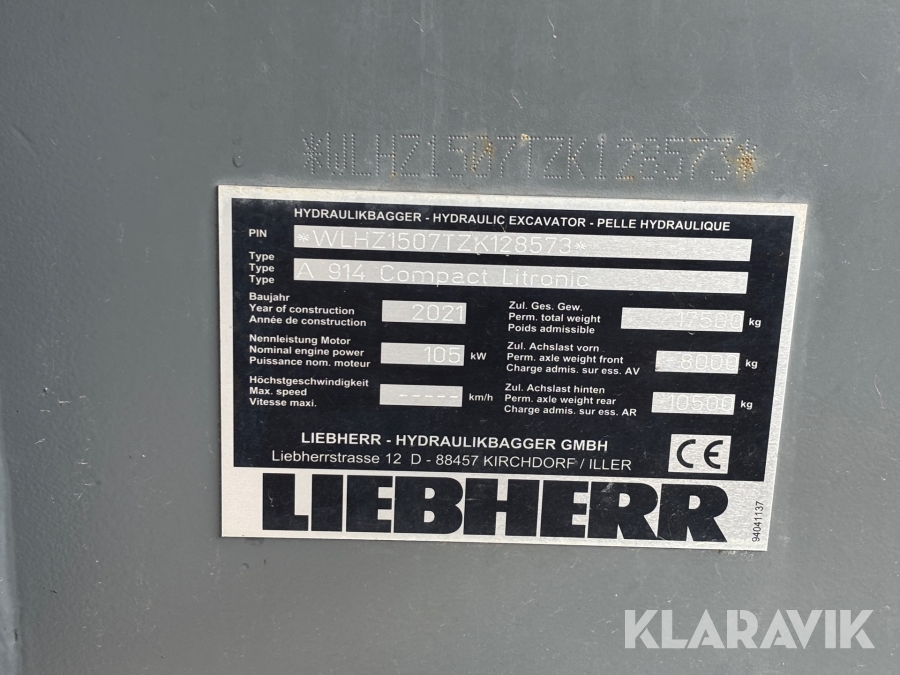 *WLHZ1507TZK128573*
HYDRAULIKBAGGER - HYDRAULIC EXCAVATOR - PELLE HYDRAULIQUE
PIN *WLHZ1507TZK128573*
Type
Type A 914 Compact Litronic
Type
Baujahr
Year of construction 2021
Année de construction
Nennleistung Motor
Nominal engine power 105 kW
Puissance nom. moteur
Höchstgeschwindigkeit
Max. speed ----- km/h
Vitesse maxi.
Zul. Ges. Gew.
Perm. total weight 17500 kg
Poids admissible
Zul. Achslast vorn
Perm. axle weight front 8000 kg
Charge admis. sur ess. AV
Zul. Achslast hinten
Perm. axle weight rear 10500 kg
Charge admis. sur ess. AR
LIEBHERR - HYDRAULIKBAGGER GMBH
Liebherrstrasse 12 D - 88457 KIRCHDORF / ILLER
CE
LIEBHERR
94041137
KLARAVIK